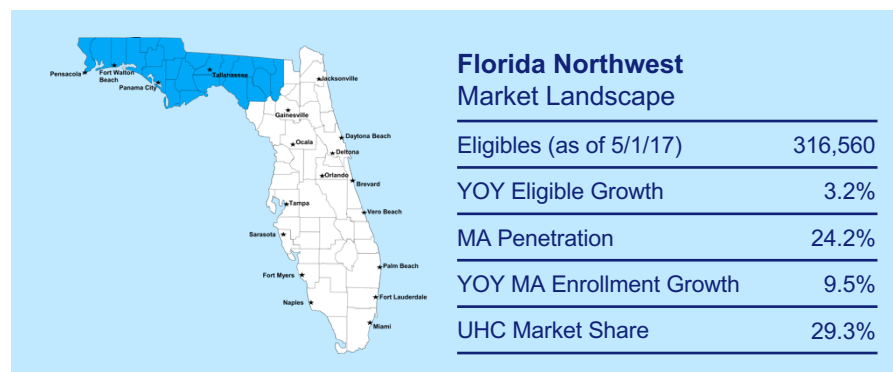 Pensacola
Fort Walton
Beach
Panama City
Tallahassee
Jacksonville
Gainesville
Ocala
Daytona Beach
Deltona
Orlando
Brevard
Tampa
Vero Beach
Sarasota
Palm Beach
Fort Myers
Naples
Fort Lauderdale
Miami
Florida Northwest
Market Landscape
Eligibles (as of 5/1/17) 316,560
YOY Eligible Growth 3.2%
MA Penetration 24.2%
YOY MA Enrollment Growth 9.5%
UHC Market Share 29.3%